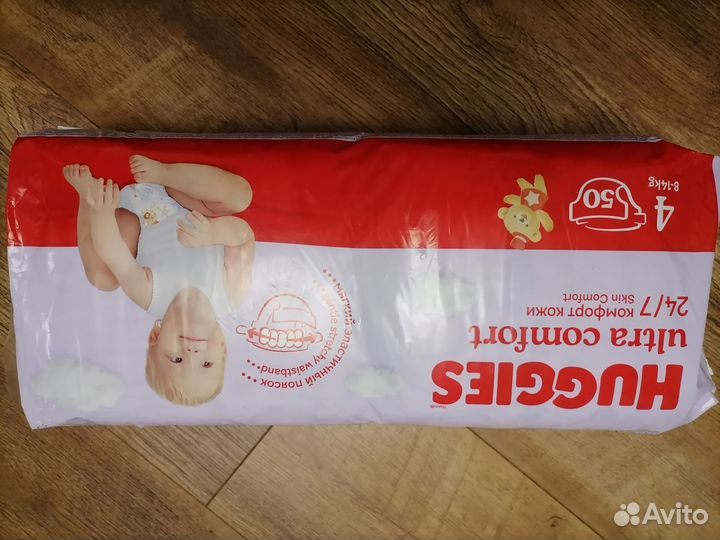 HUGGIES
ultra comfort
24/7 комфорт кожи
Skin Comfort
4
8-14kg
50
мягкий эластичный поясок
huge stretchy waistband
Avito